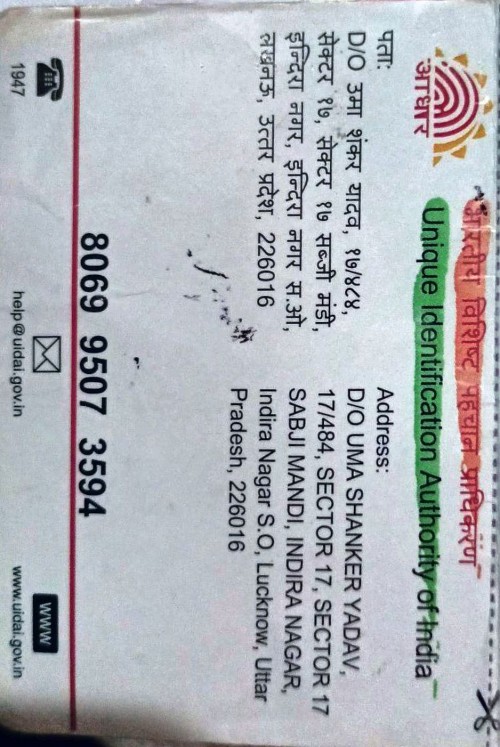 भारतीय विशिष्ट पहचान प्राधिकरण
Unique Identification Authority of India
आधार
पता:
D/O उमा शंकर यादव, १७/४८४,
सेक्टर १७, सेक्टर १७ सब्जी मंडी,
इन्दिरा नगर, इन्दिरा नगर स.ओ,
लखनऊ, उत्तर प्रदेश, 226016
Address:
D/O UMA SHANKER YADAV,
17/484, SECTOR 17, SECTOR 17
SABJI MANDI, INDIRA NAGAR,
Indira Nagar S.O, Lucknow, Uttar
Pradesh, 226016
8069 9507 3594
1947
help@uidai.gov.in
www
www.uidai.gov.in